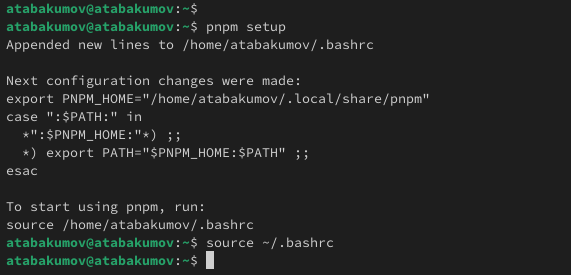 atabakumov@atabakumov:~$
atabakumov@atabakumov:~$ pnpm setup
Appended new lines to /home/atabakumov/.bashrc

Next configuration changes were made:
export PNPM_HOME="/home/atabakumov/.local/share/pnpm"
case ":$PATH:" in
  *":$PNPM_HOME:"*) ;;
  *) export PATH="$PNPM_HOME:$PATH" ;;
esac

To start using pnpm, run:
source /home/atabakumov/.bashrc
atabakumov@atabakumov:~$ source ~/.bashrc
atabakumov@atabakumov:~$